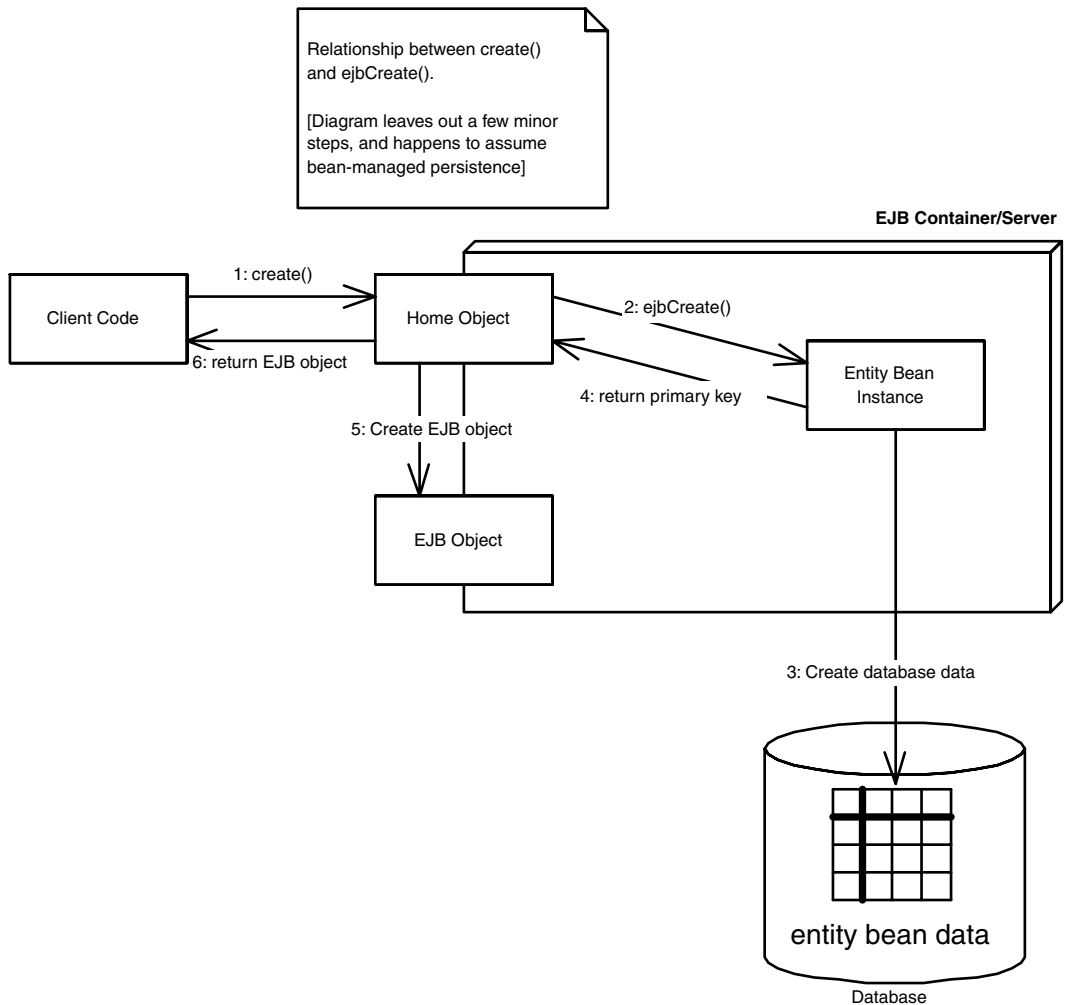 Relationship between create()
and ejbCreate().
[Diagram leaves out a few minor
steps, and happens to assume
bean-managed persistence]
EJB Container/Server
1: create()
Client Code
Home Object
2: ejbCreate()
6: return EJB object
Entity Bean
Instance
4: return primary key
5: Create EJB object
EJB Object
3: Create database data
entity bean data
Database